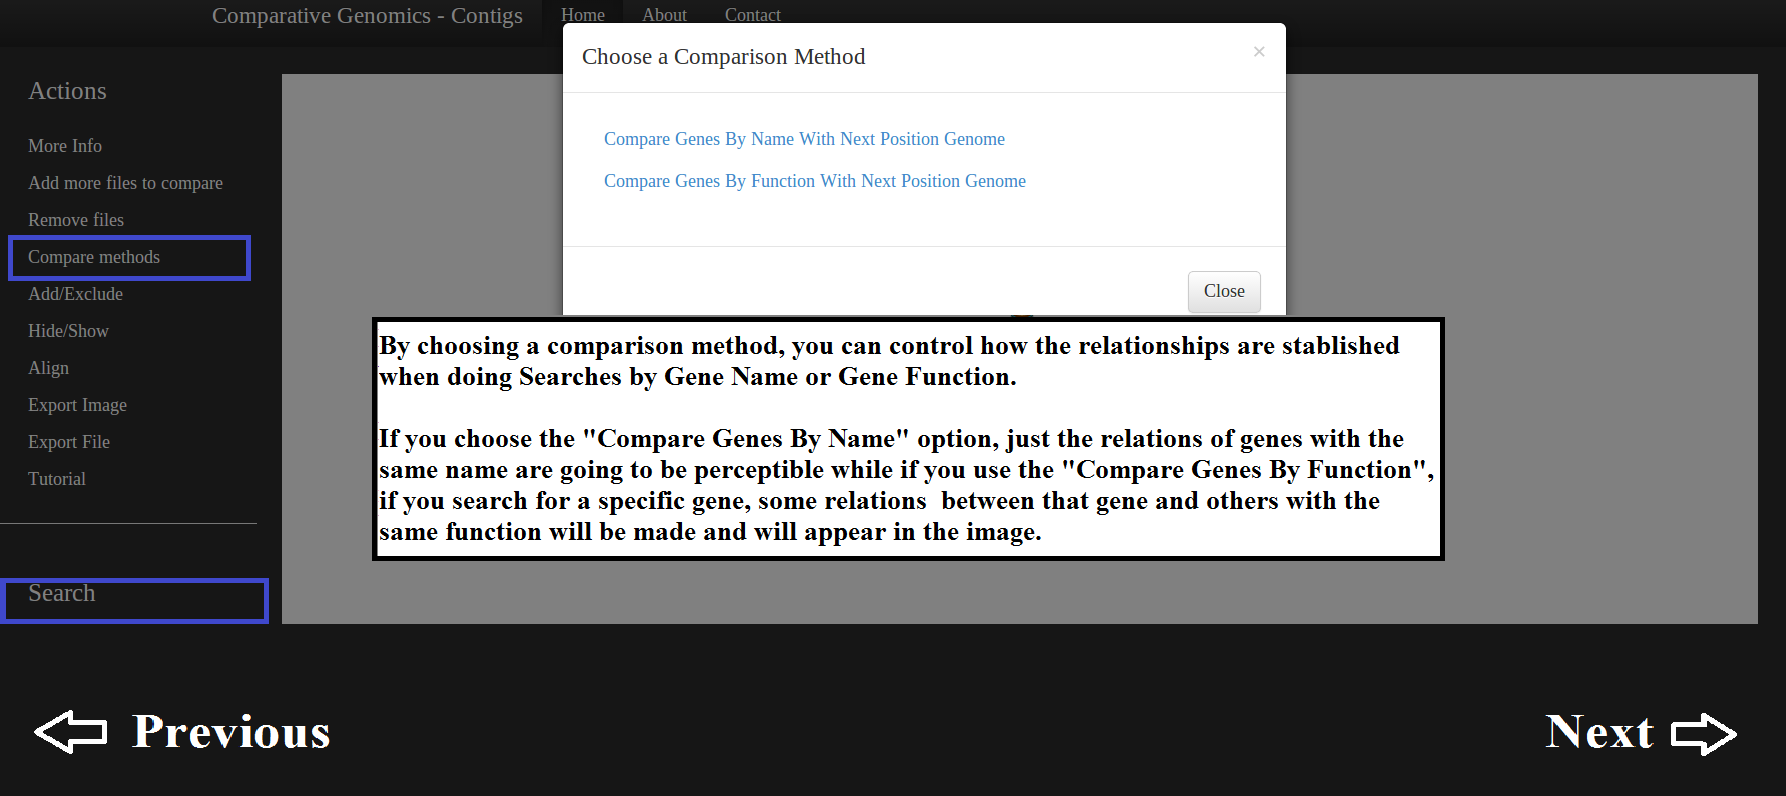 Comparative Genomics - Contigs Home About Contact
Choose a Comparison Method ×
Compare Genes By Name With Next Position Genome
Compare Genes By Function With Next Position Genome
Close
Actions
More Info
Add more files to compare
Remove files
Compare methods
Add/Exclude
Hide/Show
Align
Export Image
Export File
Tutorial
Search
By choosing a comparison method, you can control how the relationships are stablished
when doing Searches by Gene Name or Gene Function.
If you choose the "Compare Genes By Name" option, just the relations of genes with the
same name are going to be perceptible while if you use the "Compare Genes By Function",
if you search for a specific gene, some relations  between that gene and others with the
same function will be made and will appear in the image.
Previous
Next